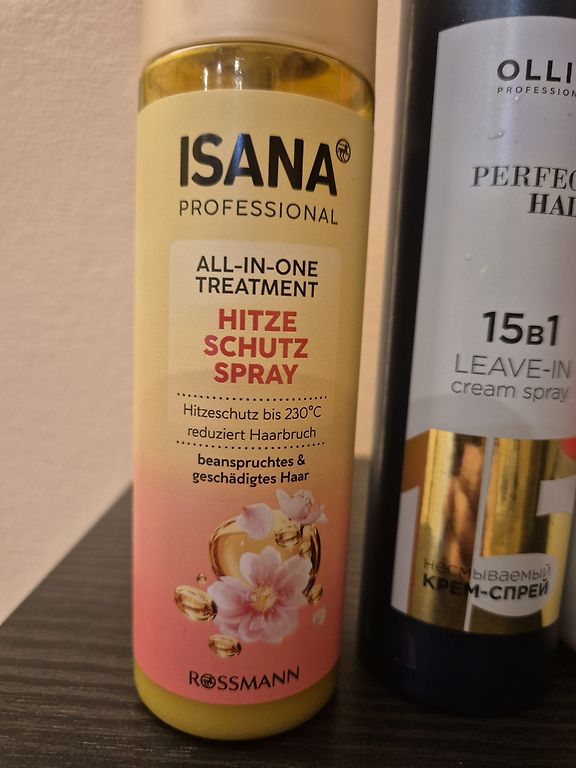 ISANA
PROFESSIONAL
ALL-IN-ONE
TREATMENT
HITZE
SCHUTZ
SPRAY
Hitzeschutz bis 230°C
reduziert Haarbruch
beanspruchtes &
geschädigtes Haar
ROSSMANN
OLLI
PROFESSION
PERFEC
HAI
15в1
LEAVE-IN
cream spray
несмываемый
КРЕМ-СПРЕЙ